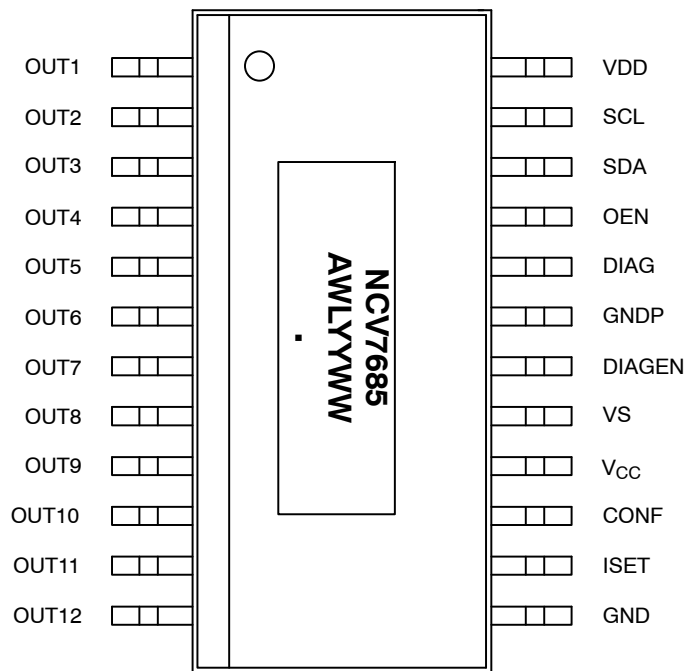 OUT1
OUT2
OUT3
OUT4
OUT5
OUT6
OUT7
OUT8
OUT9
OUT10
OUT11
OUT12
NCV7685
AWLYYWW
VDD
SCL
SDA
OEN
DIAG
GNDP
DIAGEN
VS
VCC
CONF
ISET
GND